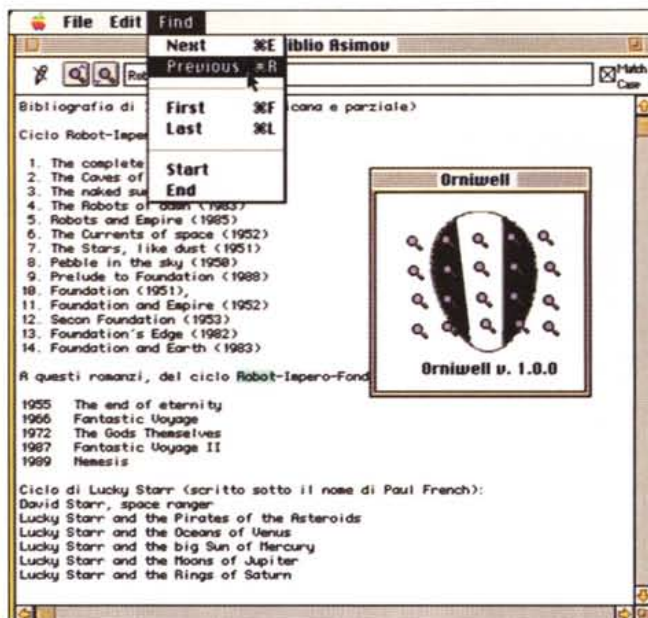 File Edit Find
Biblio Asimov
Next ⌘E
Previous ⌘R
First ⌘F
Last ⌘L
Start
End
Rob
Match Case
Bibliografia di icana e parziale)
Ciclo Robot-Imper
1. The complete
2. The Caves of
3. The naked su
4. The Robots of dawn (1983)
5. Robots and Empire (1985)
6. The Currents of space (1952)
7. The Stars, like dust (1951)
8. Pebble in the sky (1950)
9. Prelude to Foundation (1988)
10. Foundation (1951),
11. Foundation and Empire (1952)
12. Secon Foundation (1953)
13. Foundation's Edge (1982)
14. Foundation and Earth (1983)
A questi romanzi, del ciclo Robot-Impero-Fond
1955 The end of eternity
1966 Fantastic Voyage
1972 The Gods Themselves
1987 Fantastic Voyage II
1989 Nemesis
Ciclo di Lucky Starr (scritto sotto il nome di Paul French):
David Starr, space ranger
Lucky Starr and the Pirates of the Asteroids
Lucky Starr and the Oceans of Venus
Lucky Starr and the big Sun of Mercury
Lucky Starr and the Moons of Jupiter
Lucky Starr and the Rings of Saturn
Orniwell
Orniwell v. 1.0.0